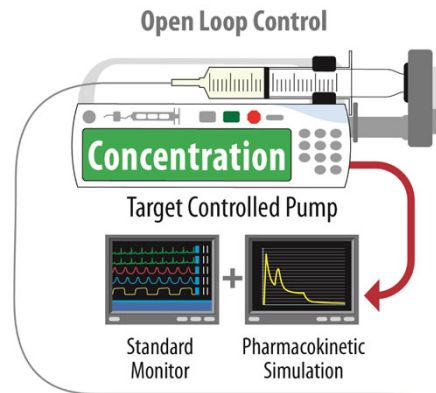 Open Loop Control
Concentration
Target Controlled Pump
+
Standard
Monitor
Pharmacokinetic
Simulation